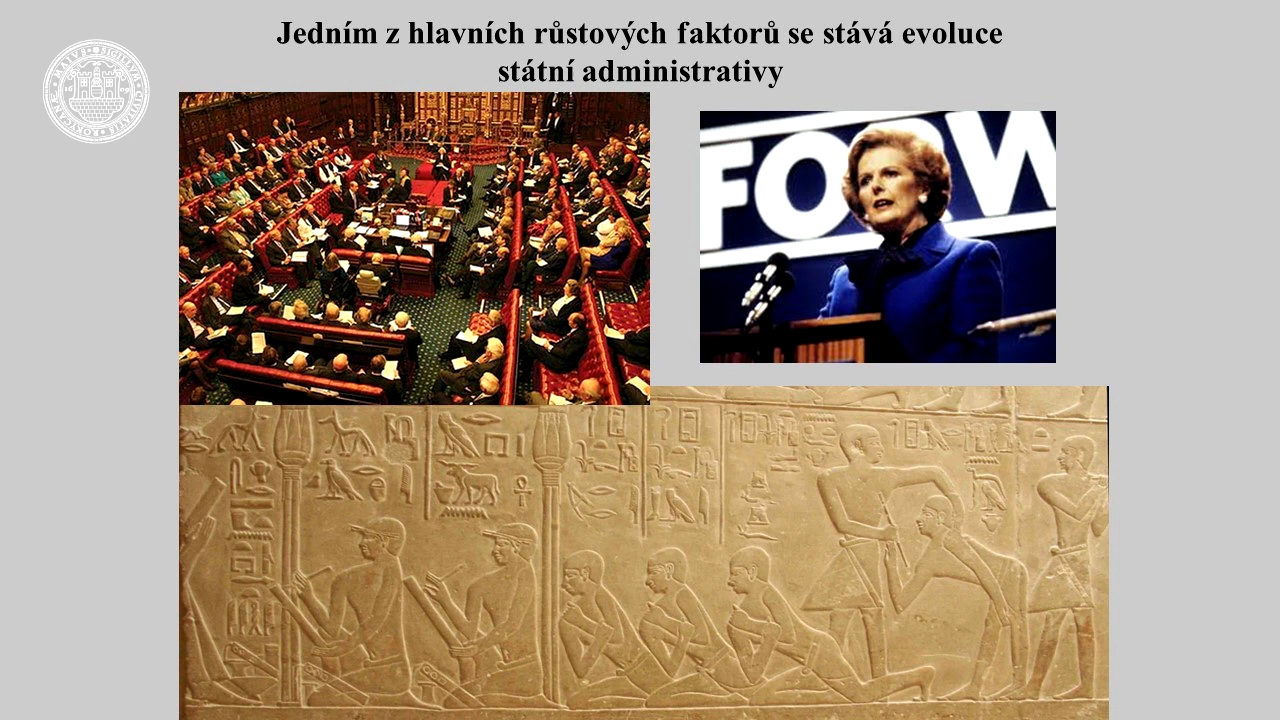 Jedním z hlavních růstových faktorů se stává evoluce
státní administrativy
FORW